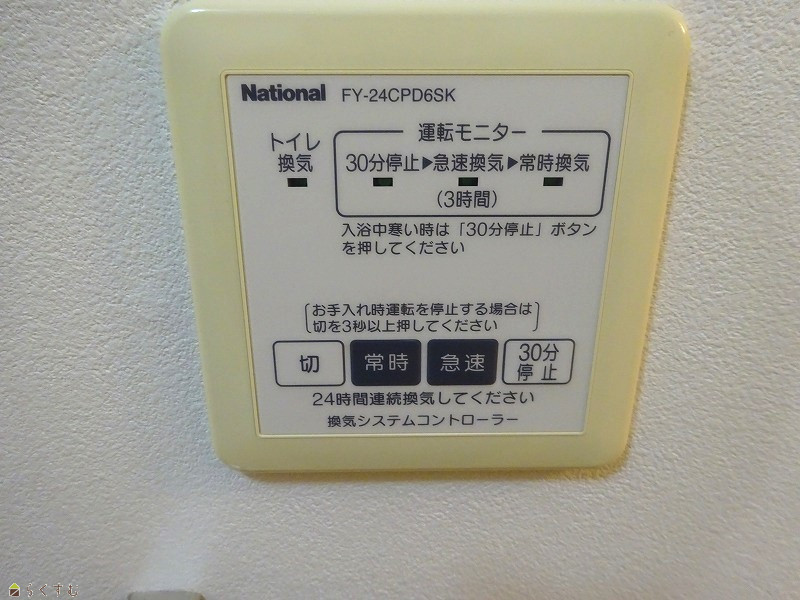 National FY-24CPD6SK
トイレ
換気
運転モニター
30分停止▶急速換気▶常時換気
(3時間)
入浴中寒い時は「30分停止」ボタン
を押してください
お手入れ時運転を停止する場合は
切を3秒以上押してください
切 常時 急速 30分
停止
24時間連続換気してください
換気システムコントローラー
らくすむ